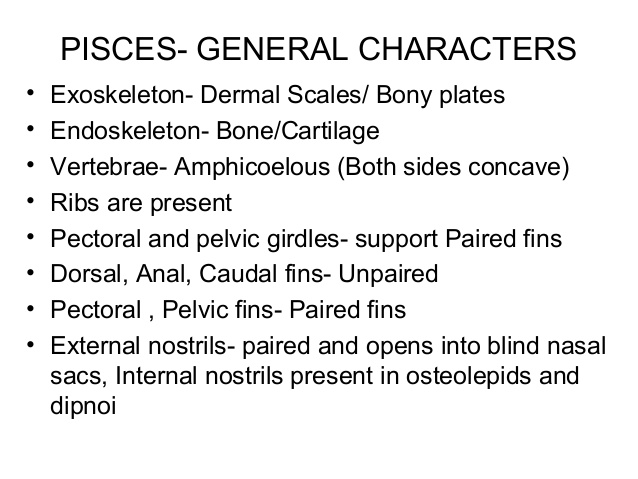 PISCES- GENERAL CHARACTERS
• Exoskeleton- Dermal Scales/ Bony plates
• Endoskeleton- Bone/Cartilage
• Vertebrae- Amphicoelous (Both sides concave)
• Ribs are present
• Pectoral and pelvic girdles- support Paired fins
• Dorsal, Anal, Caudal fins- Unpaired
• Pectoral , Pelvic fins- Paired fins
• External nostrils- paired and opens into blind nasal
sacs, Internal nostrils present in osteolepids and
dipnoi